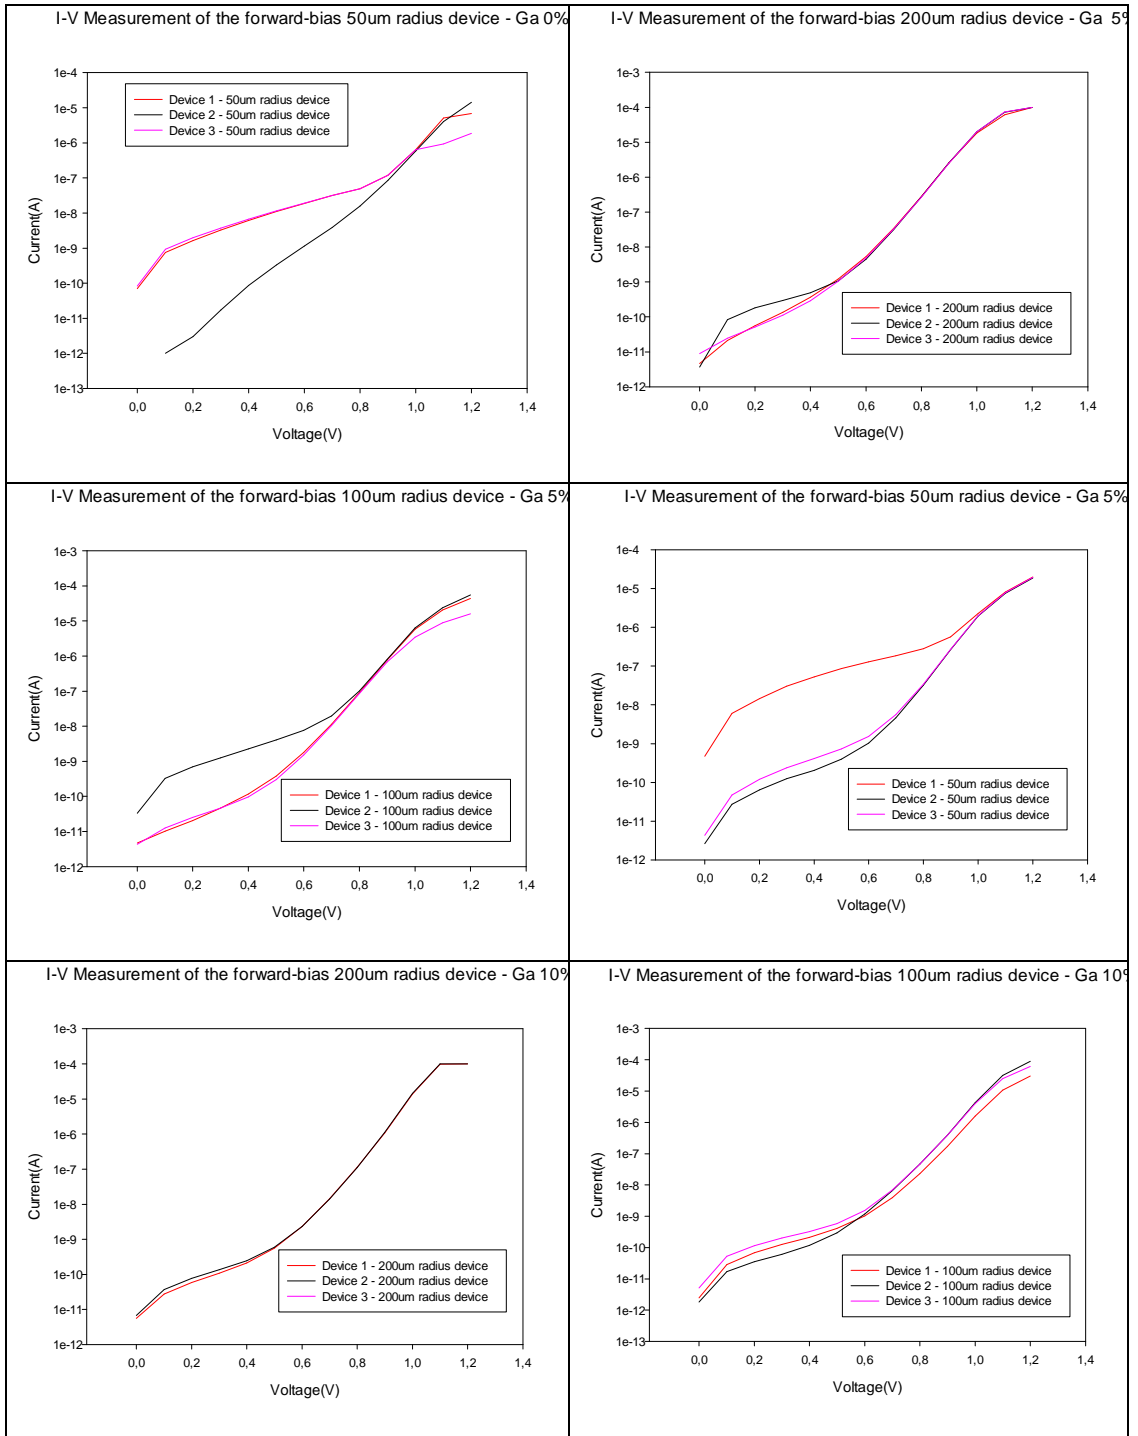 I-V Measurement of the forward-bias 50um radius device - Ga 0%
1e-4
1e-5
1e-6
1e-7
1e-8
1e-9
1e-10
1e-11
1e-12
1e-13
Current(A)
Device 1 - 50um radius device
Device 2 - 50um radius device
Device 3 - 50um radius device
0,0 0,2 0,4 0,6 0,8 1,0 1,2 1,4
Voltage(V)
I-V Measurement of the forward-bias 200um radius device - Ga 5%
1e-3
1e-4
1e-5
1e-6
1e-7
1e-8
1e-9
1e-10
1e-11
1e-12
Current(A)
Device 1 - 200um radius device
Device 2 - 200um radius device
Device 3 - 200um radius device
0,0 0,2 0,4 0,6 0,8 1,0 1,2 1,4
Voltage(V)
I-V Measurement of the forward-bias 100um radius device - Ga 5%
1e-3
1e-4
1e-5
1e-6
1e-7
1e-8
1e-9
1e-10
1e-11
1e-12
Current(A)
Device 1 - 100um radius device
Device 2 - 100um radius device
Device 3 - 100um radius device
0,0 0,2 0,4 0,6 0,8 1,0 1,2 1,4
Voltage(V)
I-V Measurement of the forward-bias 50um radius device - Ga 5%
1e-4
1e-5
1e-6
1e-7
1e-8
1e-9
1e-10
1e-11
1e-12
Current(A)
Device 1 - 50um radius device
Device 2 - 50um radius device
Device 3 - 50um radius device
0,0 0,2 0,4 0,6 0,8 1,0 1,2 1,4
Voltage(V)
I-V Measurement of the forward-bias 200um radius device - Ga 10%
1e-3
1e-4
1e-5
1e-6
1e-7
1e-8
1e-9
1e-10
1e-11
1e-12
Current(A)
Device 1 - 200um radius device
Device 2 - 200um radius device
Device 3 - 200um radius device
0,0 0,2 0,4 0,6 0,8 1,0 1,2 1,4
Voltage(V)
I-V Measurement of the forward-bias 100um radius device - Ga 10%
1e-3
1e-4
1e-5
1e-6
1e-7
1e-8
1e-9
1e-10
1e-11
1e-12
1e-13
Current(A)
Device 1 - 100um radius device
Device 2 - 100um radius device
Device 3 - 100um radius device
0,0 0,2 0,4 0,6 0,8 1,0 1,2 1,4
Voltage(V)